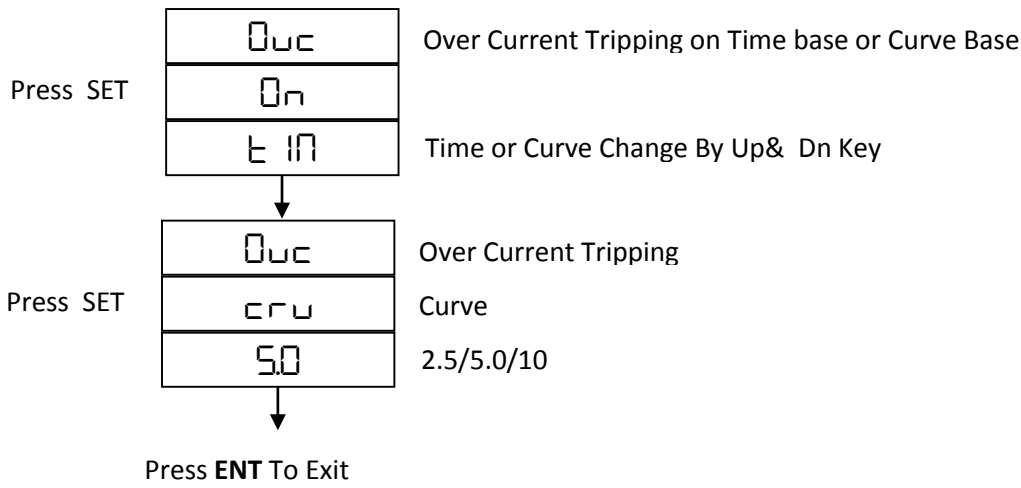 Ouc Over Current Tripping on Time base or Curve Base
Press SET On
tIM Time or Curve Change By Up& Dn Key
Ouc Over Current Tripping
Press SET cru Curve
5.0 2.5/5.0/10
Press ENT To Exit